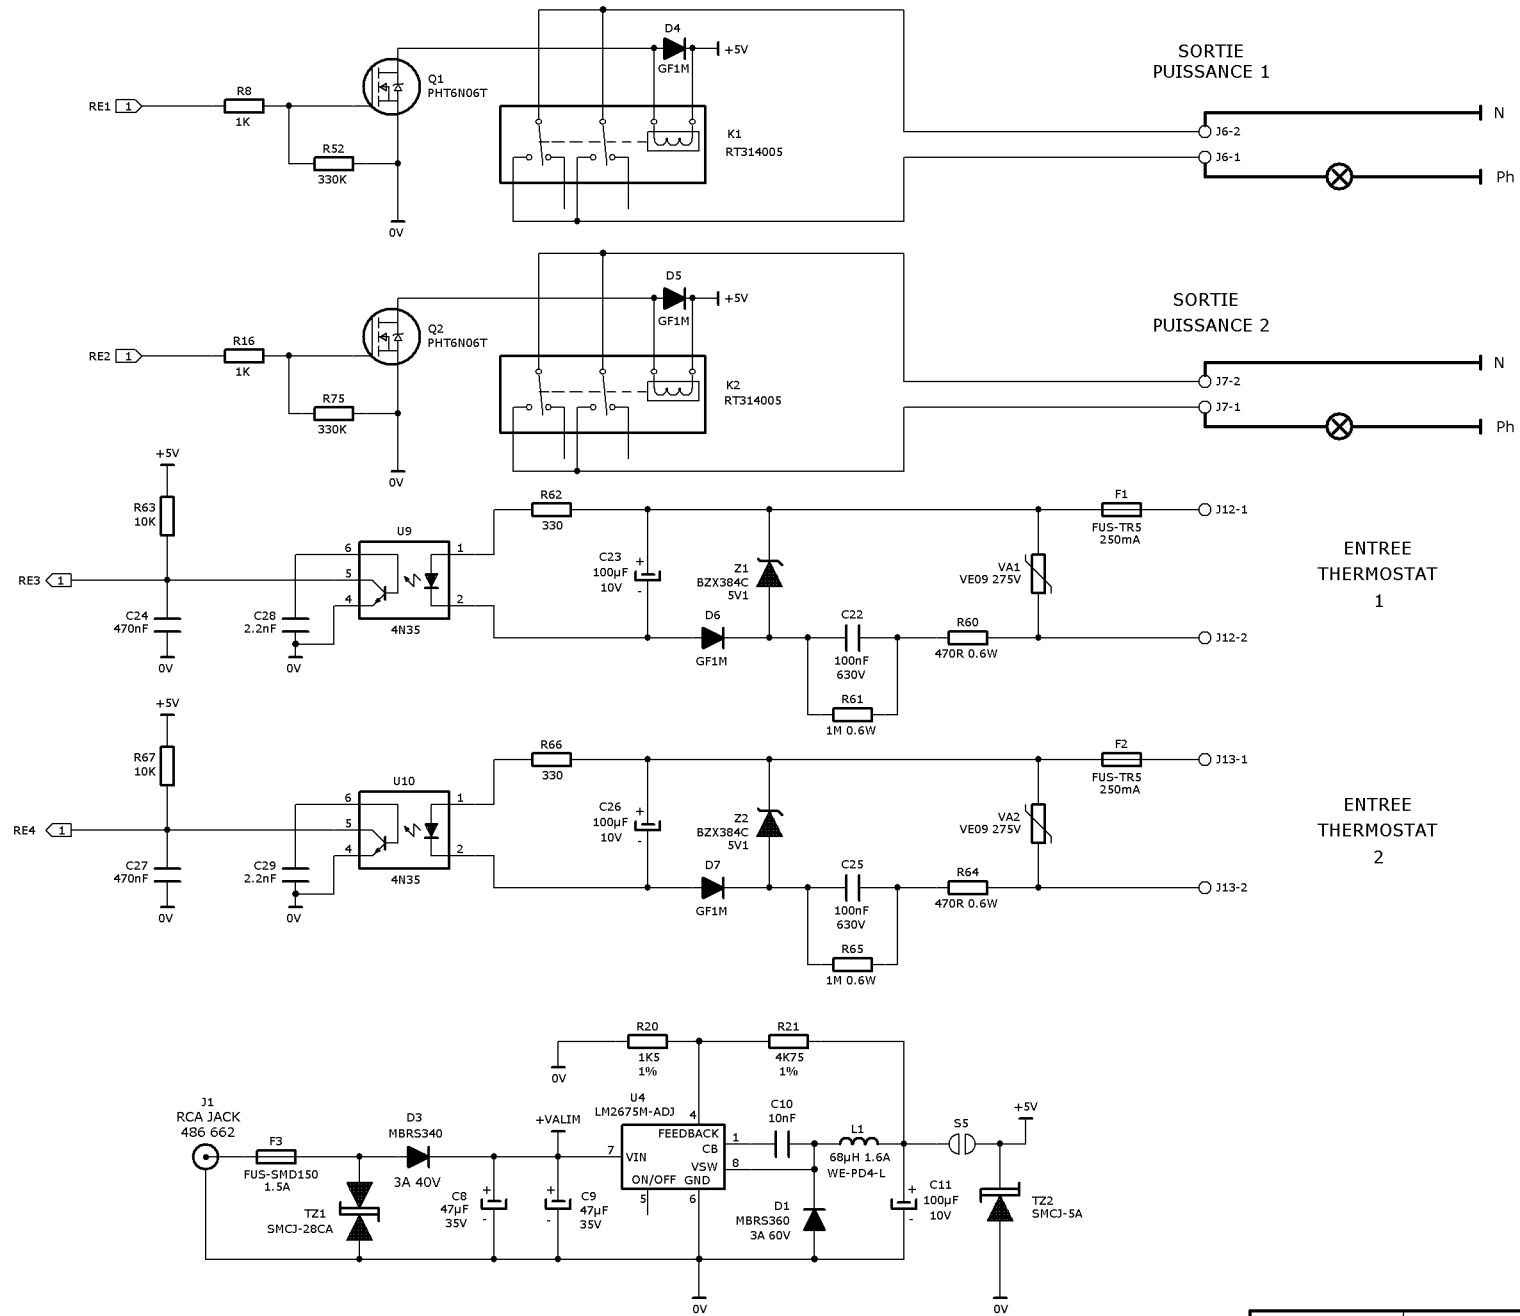 D4
+5V
GF1M
Q1
PHT6N06T
RE1 1
R8
1K
R52
330K
0V
K1
RT314005
SORTIE
PUISSANCE 1
N
J6-2
J6-1
Ph
D5
+5V
GF1M
Q2
PHT6N06T
RE2 1
R16
1K
R75
330K
0V
K2
RT314005
SORTIE
PUISSANCE 2
N
J7-2
J7-1
Ph
+5V
R63
10K
RE3 1
C24
470nF
0V
C28
2.2nF
0V
U9
6
5
4
1
2
4N35
R62
330
C23
100µF
10V
+
-
Z1
BZX384C
5V1
D6
GF1M
C22
100nF
630V
R61
1M 0.6W
R60
470R 0.6W
VA1
VE09 275V
F1
FUS-TR5
250mA
J12-1
J12-2
ENTREE
THERMOSTAT
1
+5V
R67
10K
RE4 1
C27
470nF
0V
C29
2.2nF
0V
U10
6
5
4
1
2
4N35
R66
330
C26
100µF
10V
+
-
Z2
BZX384C
5V1
D7
GF1M
C25
100nF
630V
R65
1M 0.6W
R64
470R 0.6W
VA2
VE09 275V
F2
FUS-TR5
250mA
J13-1
J13-2
ENTREE
THERMOSTAT
2
R20
1K5
1%
0V
R21
4K75
1%
J1
RCA JACK
486 662
F3
FUS-SMD150
1.5A
TZ1
SMCJ-28CA
D3
MBRS340
3A 40V
+VALIM
C8
47µF
35V
+
-
C9
47µF
35V
+
-
U4
LM2675M-ADJ
4
FEEDBACK
CB
1
7
VIN
VSW
8
ON/OFF
GND
5
6
C10
10nF
L1
68µH 1.6A
WE-PD4-L
D1
MBRS360
3A 60V
C11
100µF
10V
+
-
S5
+5V
TZ2
SMCJ-5A
0V
0V